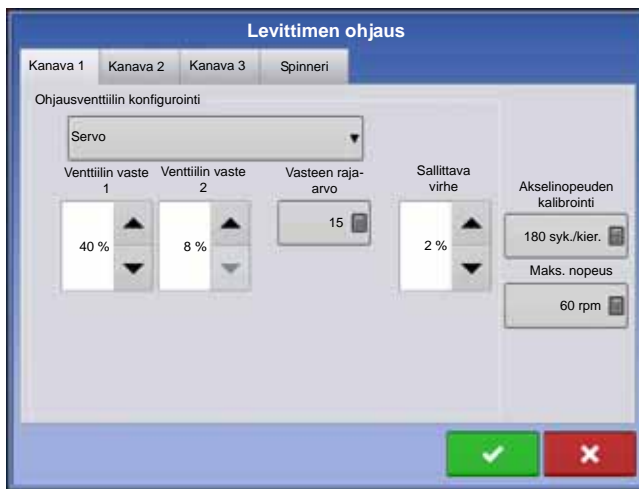 Levittimen ohjaus
Kanava 1
Kanava 2
Kanava 3
Spinneri
Ohjausventtiilin konfigurointi
Servo
Venttiilin vaste
1
Venttiilin vaste
2
Vasteen raja-
arvo
Sallittava
virhe
40 %
8 %
15
2 %
Akselinopeuden
kalibrointi
180 syk./kier.
Maks. nopeus
60 rpm